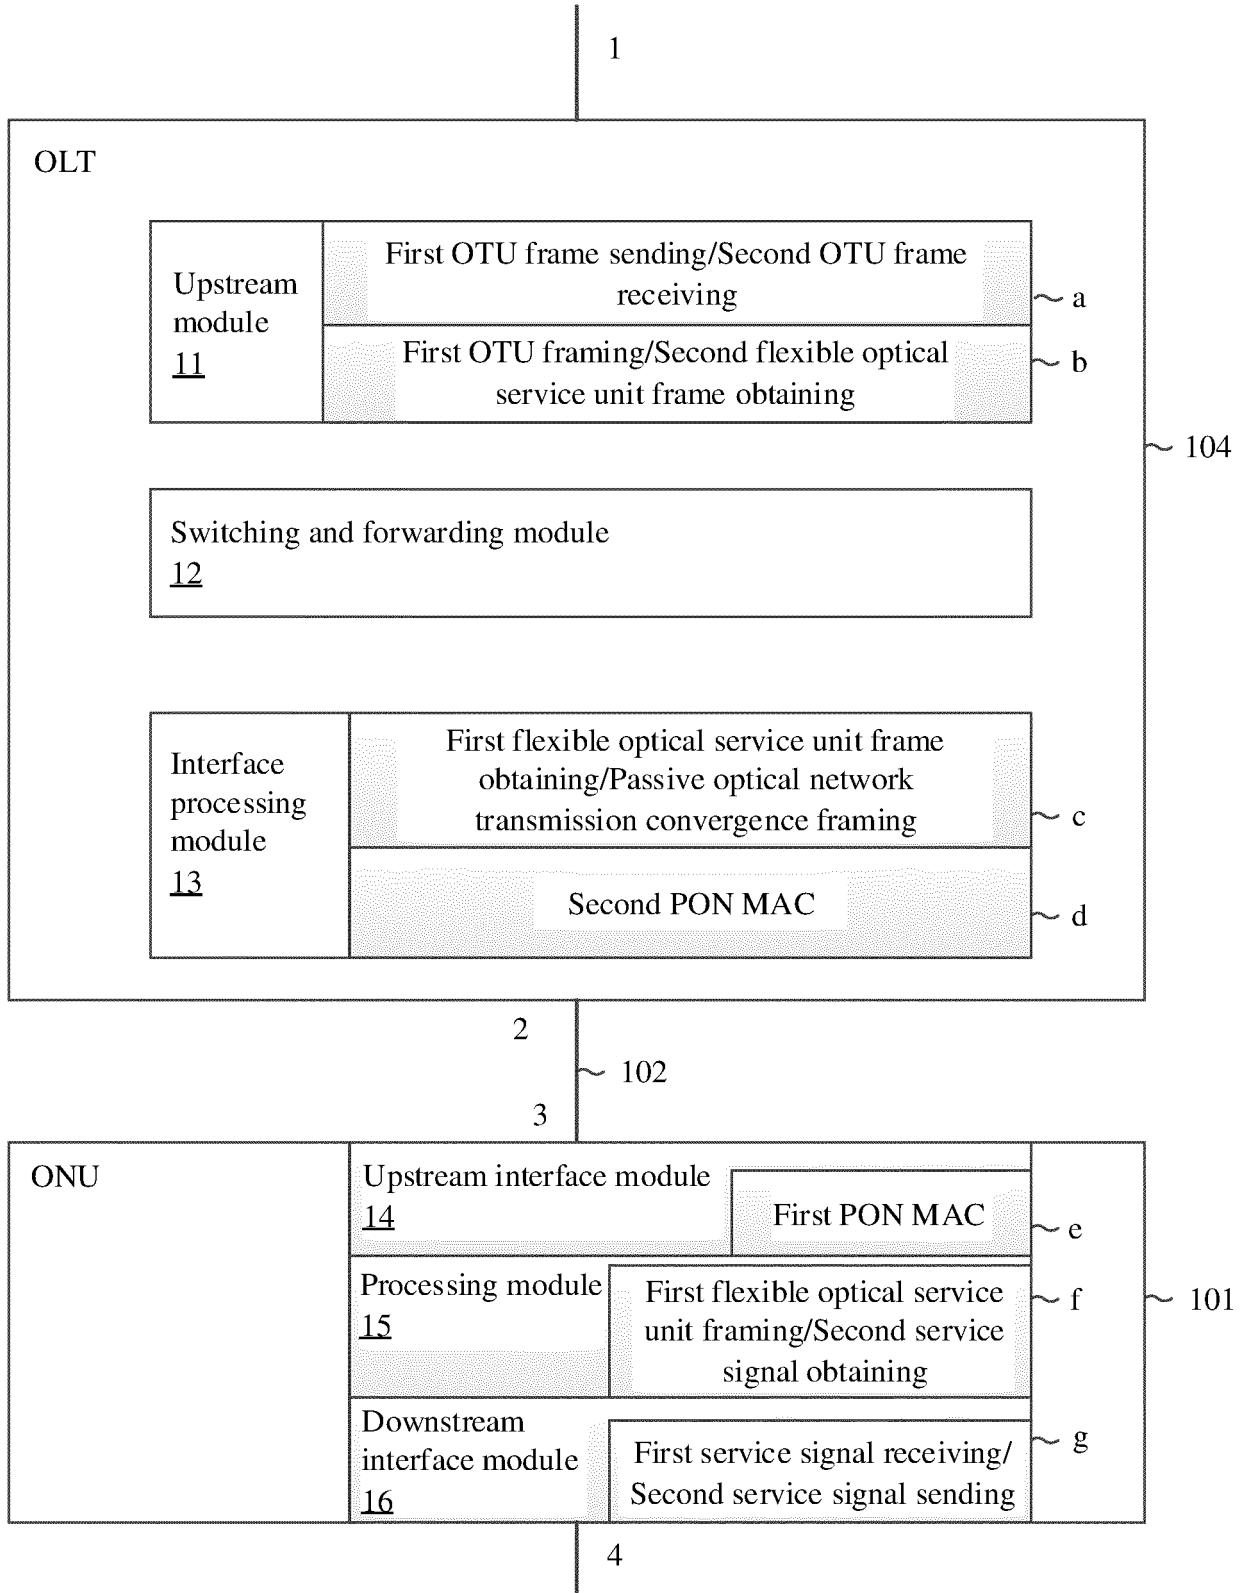 1
OLT
Upstream
module
11
First OTU frame sending/Second OTU frame
receiving
a
First OTU framing/Second flexible optical
service unit frame obtaining
b
104
Switching and forwarding module
12
Interface
processing
module
13
First flexible optical service unit frame
obtaining/Passive optical network
transmission convergence framing
c
Second PON MAC
d
2
102
3
ONU
Upstream interface module
14
First PON MAC
e
Processing module
15
First flexible optical service
unit framing/Second service
signal obtaining
f
101
Downstream
interface module
16
First service signal receiving/
Second service signal sending
g
4